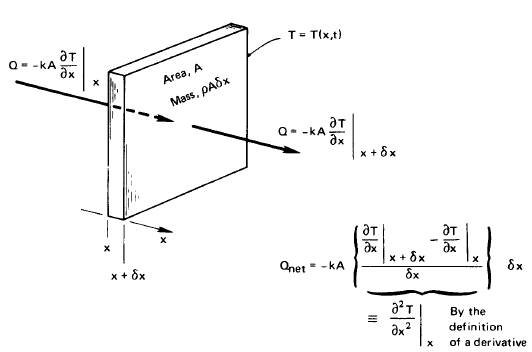 T = T(x,t)
Q = -kA ∂T/∂x |x
Area, A
Mass, ρAδx
Q = -kA ∂T/∂x |x + δx
x
x
x + δx
Qnet = -kA { (∂T/∂x |x + δx - ∂T/∂x |x) / δx } δx
≡ ∂²T/∂x² |x By the
definition
of a derivative